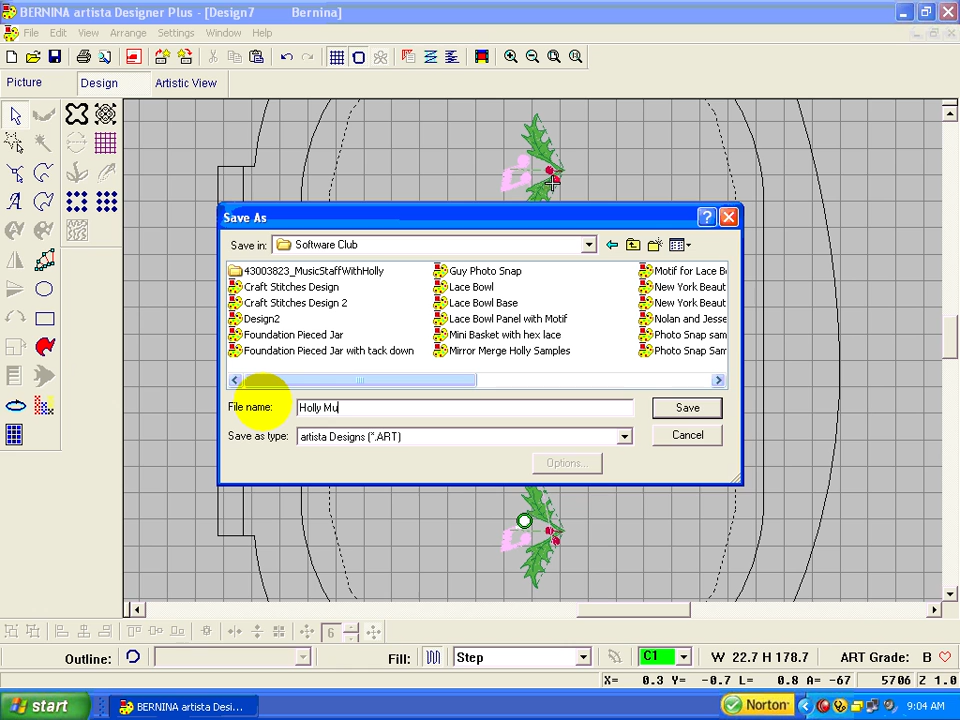 BERNINA artista Designer Plus - [Design7 Bernina]
File Edit View Arrange Settings Window Help
Picture Design Artistic View
Save As
Save in: Software Club
43003823_MusicStaffWithHolly Guy Photo Snap Motif for Lace B
Craft Stitches Design Lace Bowl New York Beaut
Craft Stitches Design 2 Lace Bowl Base New York Beaut
Design2 Lace Bowl Panel with Motif Nolan and Jesse
Foundation Pieced Jar Mini Basket with hex lace Photo Snap sam
Foundation Pieced Jar with tack down Mirror Merge Holly Samples Photo Snap Sam
File name: Holly Mu Save
Save as type: artista Designs (*.ART) Cancel
Options...
6
Outline: Fill: Step C1 W 22.7 H 178.7 ART Grade: B
X= 0.3 Y= -0.7 L= 0.8 A= -67 5706 Z 1.0
start BERNINA artista Desi... Norton 9:04 AM